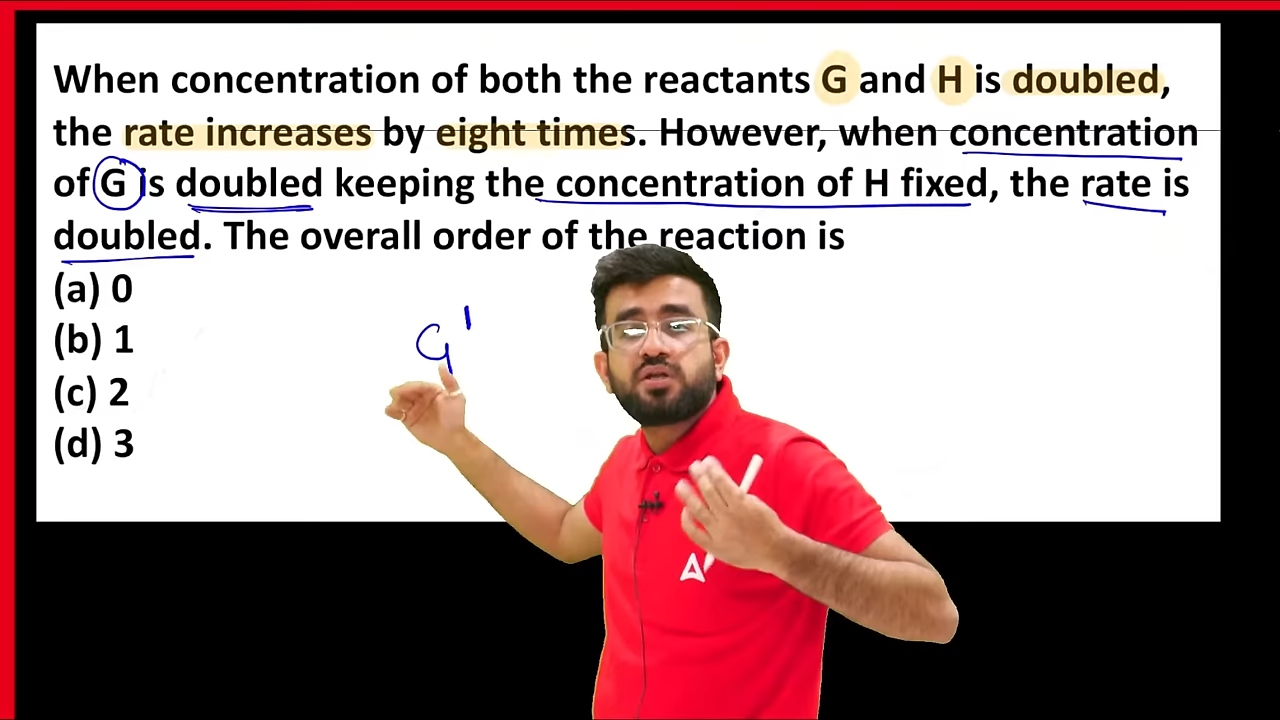 When concentration of both the reactants G and H is doubled,
the rate increases by eight times. However, when concentration
of G is doubled keeping the concentration of H fixed, the rate is
doubled. The overall order of the reaction is
(a) 0
(b) 1
(c) 2
(d) 3
G¹